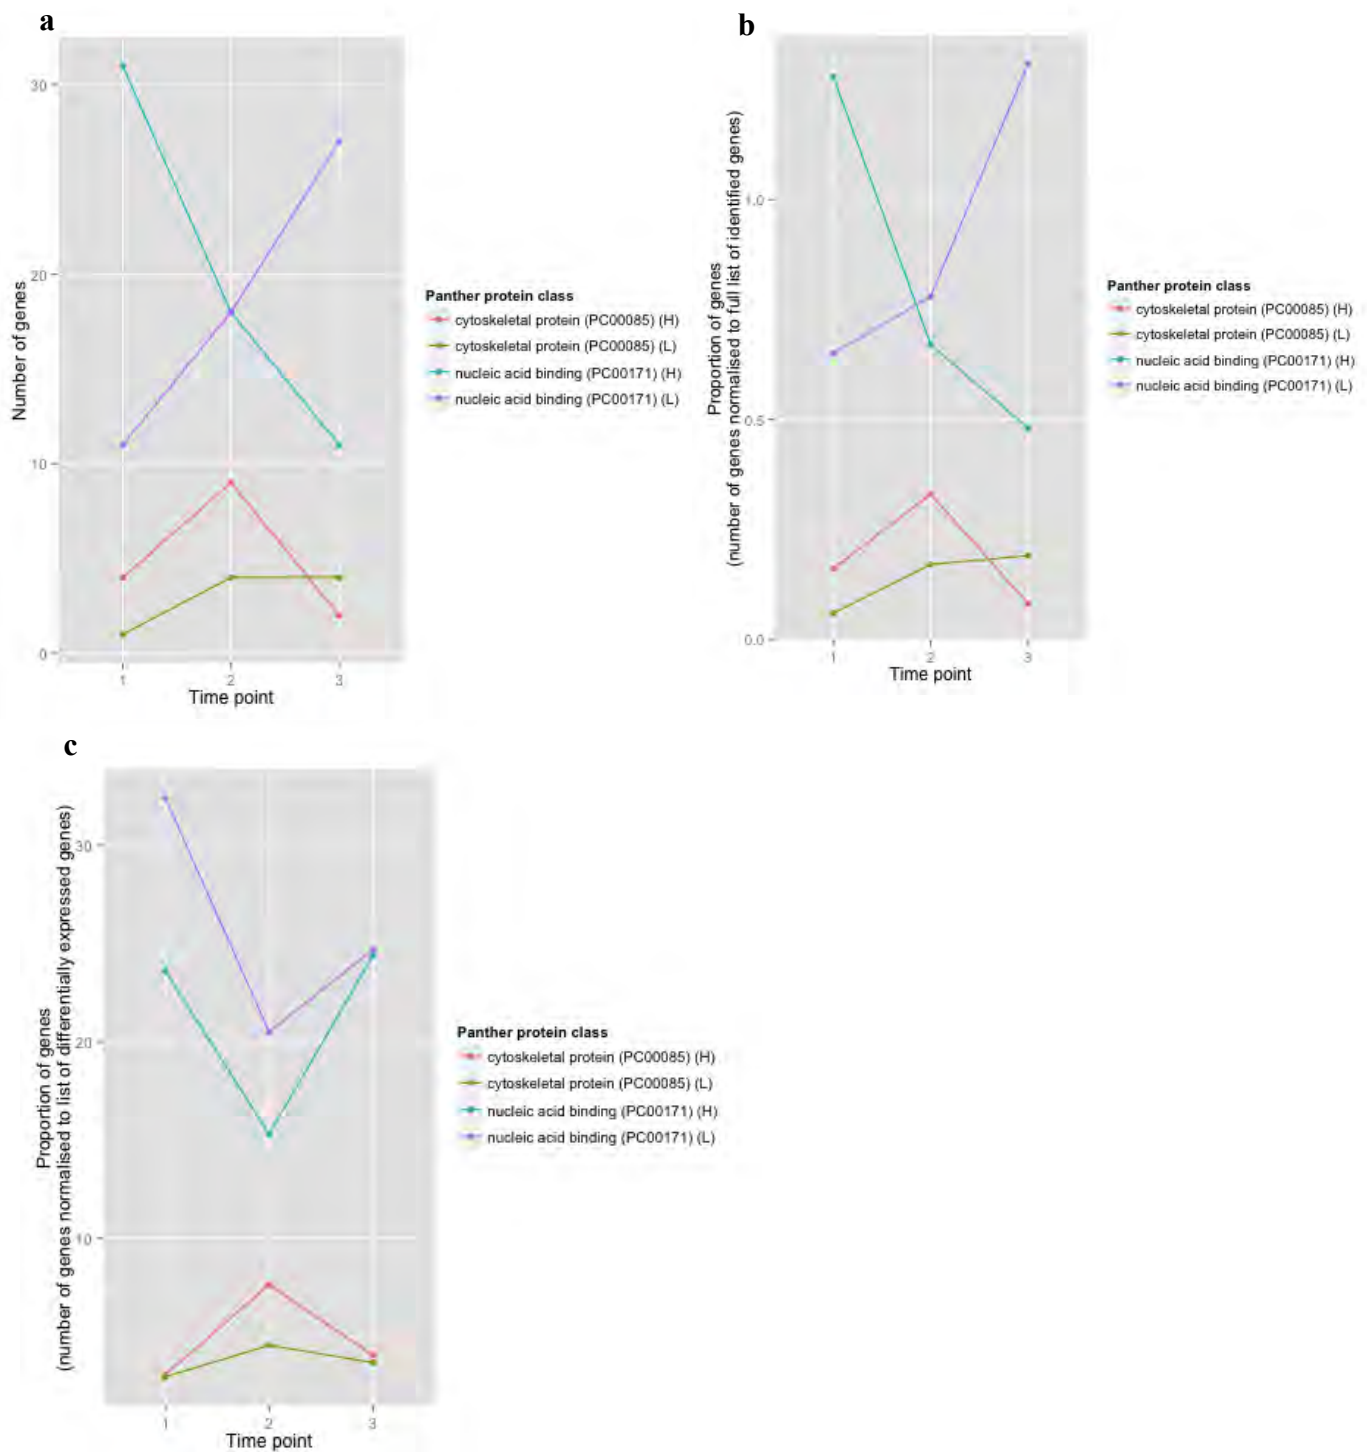 a
30
20
10
0
Number of genes
1 2 3
Time point
Panther protein class
cytoskeletal protein (PC00085) (H)
cytoskeletal protein (PC00085) (L)
nucleic acid binding (PC00171) (H)
nucleic acid binding (PC00171) (L)
b
1.0
0.5
0.0
Proportion of genes
(number of genes normalised to full list of identified genes)
1 2 3
Time point
Panther protein class
cytoskeletal protein (PC00085) (H)
cytoskeletal protein (PC00085) (L)
nucleic acid binding (PC00171) (H)
nucleic acid binding (PC00171) (L)
c
30
20
10
Proportion of genes
(number of genes normalised to list of differentially expressed genes)
1 2 3
Time point
Panther protein class
cytoskeletal protein (PC00085) (H)
cytoskeletal protein (PC00085) (L)
nucleic acid binding (PC00171) (H)
nucleic acid binding (PC00171) (L)